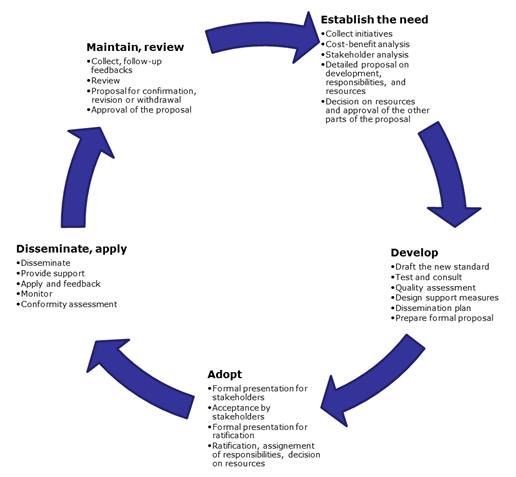 Establish the need
•Collect initiatives
•Cost-benefit analysis
•Stakeholder analysis
•Detailed proposal on
development,
responsibilities, and
resources
•Decision on resources
and approval of the other
parts of the proposal
Develop
•Draft the new standard
•Test and consult
•Quality assessment
•Design support measures
•Dissemination plan
•Prepare formal proposal
Adopt
•Formal presentation for
stakeholders
•Acceptance by
stakeholders
•Formal presentation for
ratification
•Ratification, assignement
of responsibilities, decision
on resources
Disseminate, apply
•Disseminate
•Provide support
•Apply and feedback
•Monitor
•Conformity assessment
Maintain, review
•Collect, follow-up
feedbacks
•Review
•Proposal for confirmation,
revision or withdrawal
•Approval of the proposal